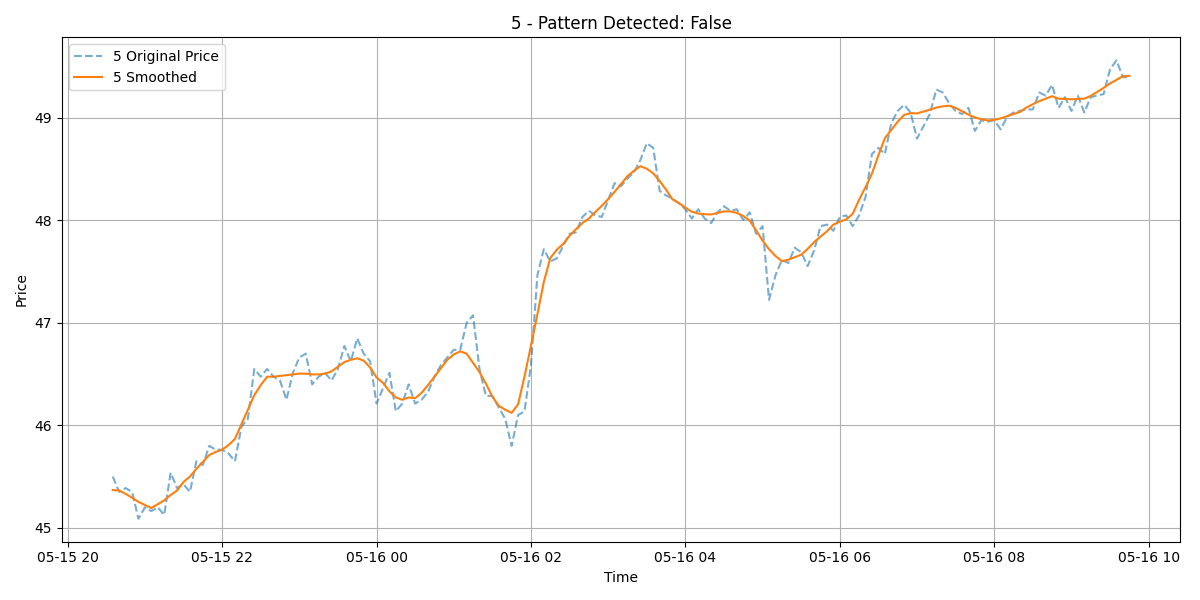 5 - Pattern Detected: False
5 Original Price
5 Smoothed
Price
49
48
47
46
45
05-15 20 05-15 22 05-16 00 05-16 02 05-16 04 05-16 06 05-16 08 05-16 10
Time